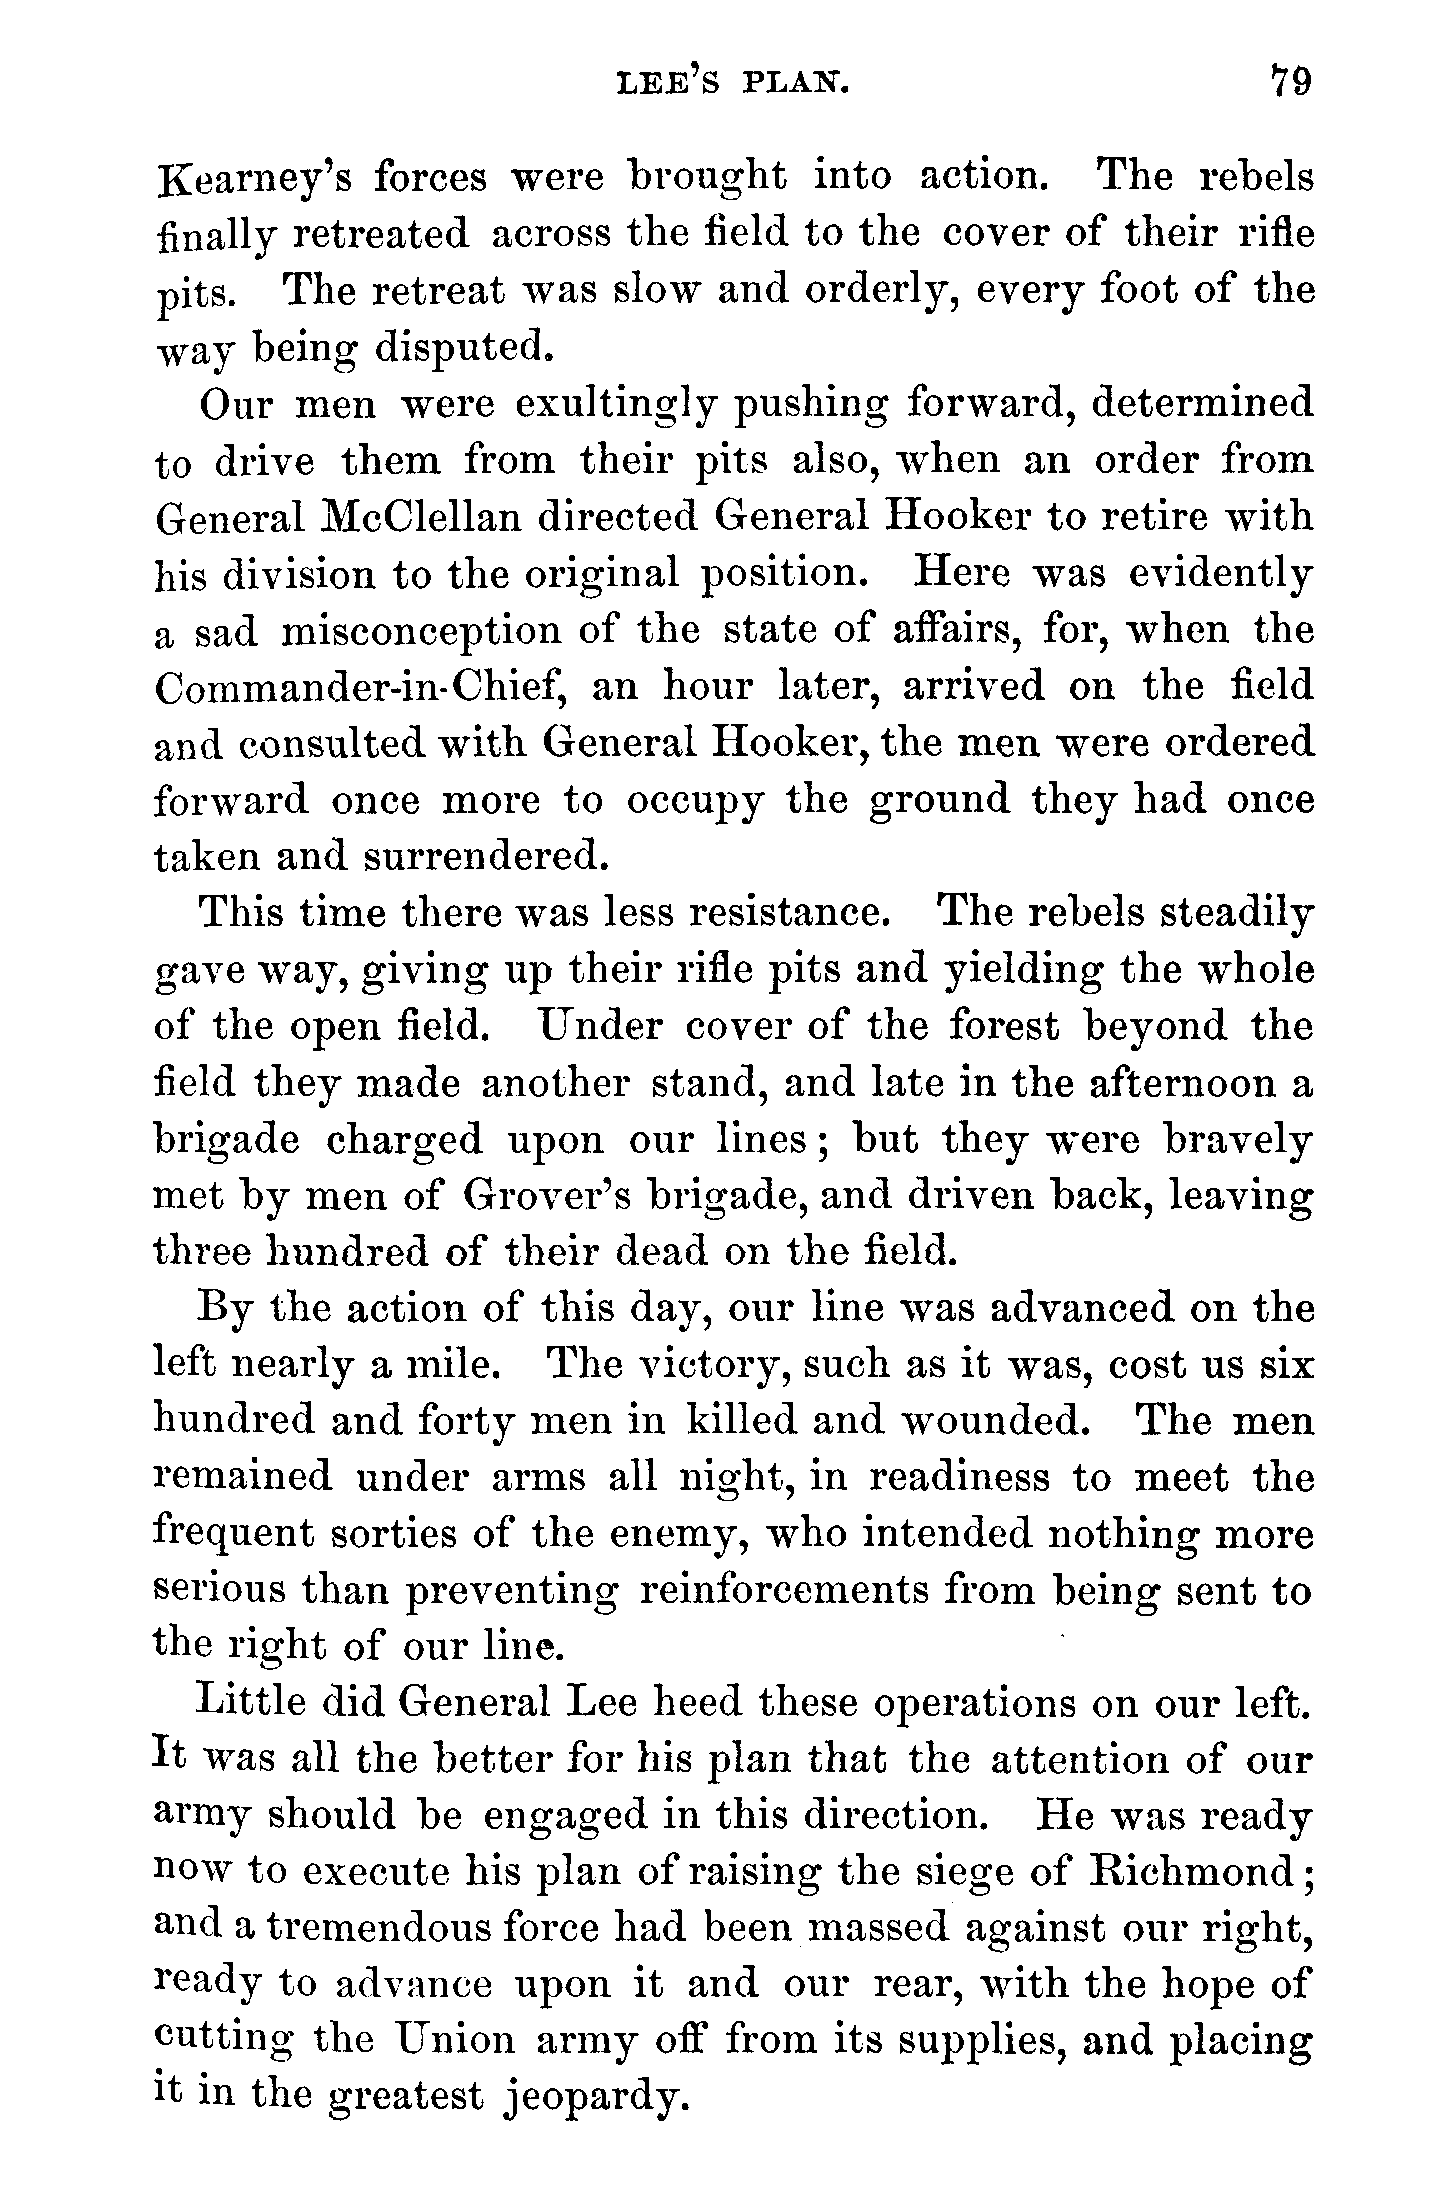 LEE'S PLAN. 79
Kearney's forces were brought into action. The rebels
finally retreated across the field to the cover of their rifle
pits. The retreat was slow and orderly, every foot of the
way being disputed.
Our men were exultingly pushing forward, determined
to drive them from their pits also, when an order from
General McClellan directed General Hooker to retire with
his division to the original position. Here was evidently
a sad misconception of the state of affairs, for, when the
Commander-in-Chief, an hour later, arrived on the field
and consulted with General Hooker, the men were ordered
forward once more to occupy the ground they had once
taken and surrendered.
This time there was less resistance. The rebels steadily
gave way, giving up their rifle pits and yielding the whole
of the open field. Under cover of the forest beyond the
field they made another stand, and late in the afternoon a
brigade charged upon our lines; but they were bravely
met by men of Grover's brigade, and driven back, leaving
three hundred of their dead on the field.
By the action of this day, our line was advanced on the
left nearly a mile. The victory, such as it was, cost us six
hundred and forty men in killed and wounded. The men
remained under arms all night, in readiness to meet the
frequent sorties of the enemy, who intended nothing more
serious than preventing reinforcements from being sent to
the right of our line.
Little did General Lee heed these operations on our left.
It was all the better for his plan that the attention of our
army should be engaged in this direction. He was ready
now to execute his plan of raising the siege of Richmond;
and a tremendous force had been massed against our right,
ready to advance upon it and our rear, with the hope of
cutting the Union army off from its supplies, and placing
it in the greatest jeopardy.